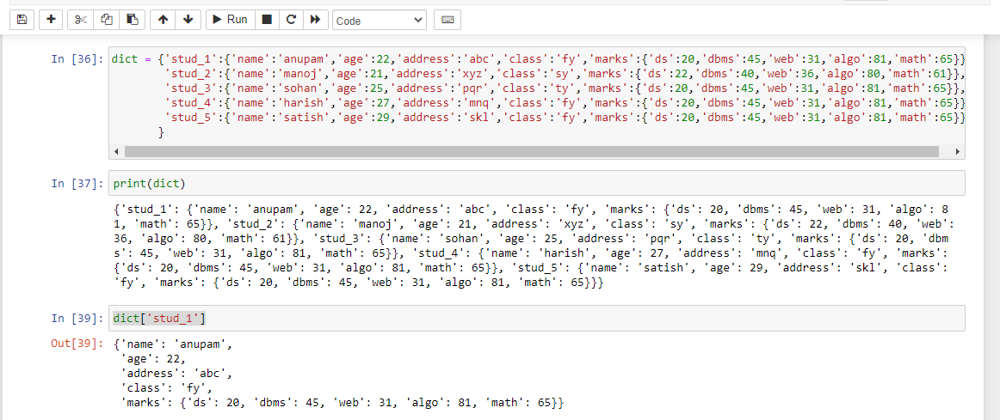 Run
Code
In [36]: dict = {'stud_1':{'name':'anupam','age':22,'address':'abc','class':'fy','marks':{'ds':20,'dbms':45,'web':31,'algo':81,'math':65}}
'stud_2':{'name':'manoj','age':21,'address':'xyz','class':'sy','marks':{'ds':22,'dbms':40,'web':36,'algo':80,'math':61}},
'stud_3':{'name':'sohan','age':25,'address':'pqr','class':'ty','marks':{'ds':20,'dbms':45,'web':31,'algo':81,'math':65}},
'stud_4':{'name':'harish','age':27,'address':'mnq','class':'fy','marks':{'ds':20,'dbms':45,'web':31,'algo':81,'math':65}}
'stud_5':{'name':'satish','age':29,'address':'skl','class':'fy','marks':{'ds':20,'dbms':45,'web':31,'algo':81,'math':65}}
}
In [37]: print(dict)
{'stud_1': {'name': 'anupam', 'age': 22, 'address': 'abc', 'class': 'fy', 'marks': {'ds': 20, 'dbms': 45, 'web': 31, 'algo': 8
1, 'math': 65}}, 'stud_2': {'name': 'manoj', 'age': 21, 'address': 'xyz', 'class': 'sy', 'marks': {'ds': 22, 'dbms': 40, 'web':
36, 'algo': 80, 'math': 61}}, 'stud_3': {'name': 'sohan', 'age': 25, 'address': 'pqr', 'class': 'ty', 'marks': {'ds': 20, 'dbm
s': 45, 'web': 31, 'algo': 81, 'math': 65}}, 'stud_4': {'name': 'harish', 'age': 27, 'address': 'mnq', 'class': 'fy', 'marks':
{'ds': 20, 'dbms': 45, 'web': 31, 'algo': 81, 'math': 65}}, 'stud_5': {'name': 'satish', 'age': 29, 'address': 'skl', 'class':
'fy', 'marks': {'ds': 20, 'dbms': 45, 'web': 31, 'algo': 81, 'math': 65}}}
In [39]: dict['stud_1']
Out[39]: {'name': 'anupam',
'age': 22,
'address': 'abc',
'class': 'fy',
'marks': {'ds': 20, 'dbms': 45, 'web': 31, 'algo': 81, 'math': 65}}